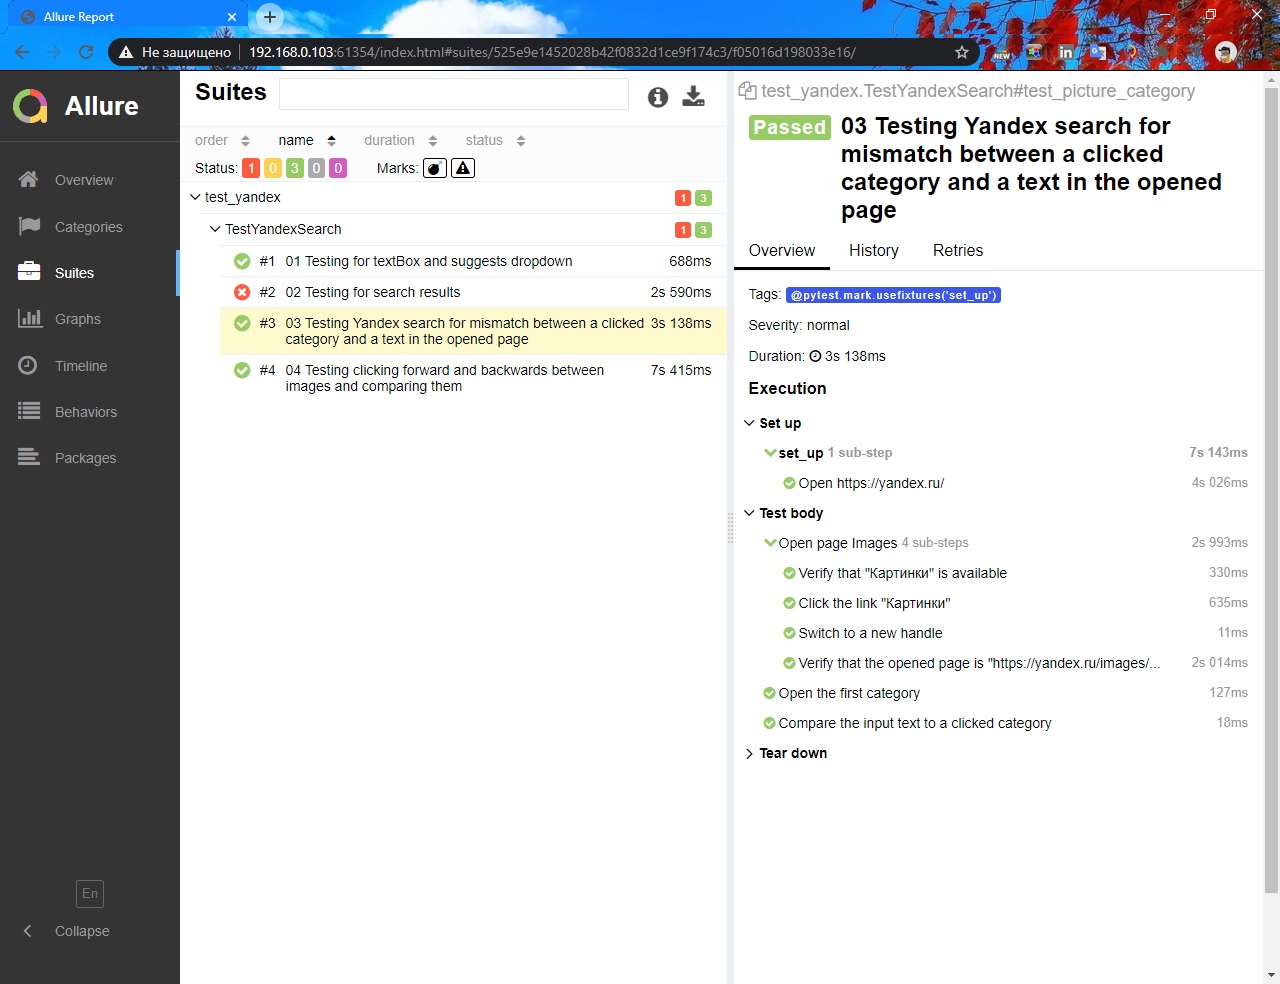 Allure Report
Не защищено
192.168.0.103:61354/index.html#suites/525e9e1452028b42f0832d1ce9f174c3/f05016d198033e16/
NEW
in
Allure
Overview
Categories
Suites
Graphs
Timeline
Behaviors
Packages
En
Collapse
Suites
order name duration status
Status: 1 0 3 0 0 Marks:
test_yandex 1 3
TestYandexSearch 1 3
#1 01 Testing for textBox and suggests dropdown 688ms
#2 02 Testing for search results 2s 590ms
#3 03 Testing Yandex search for mismatch between a clicked 3s 138ms
category and a text in the opened page
#4 04 Testing clicking forward and backwards between 7s 415ms
images and comparing them
test_yandex.TestYandexSearch#test_picture_category
Passed 03 Testing Yandex search for
mismatch between a clicked
category and a text in the opened
page
Overview History Retries
Tags: @pytest.mark.usefixtures('set_up')
Severity: normal
Duration: 3s 138ms
Execution
Set up
set_up 1 sub-step 7s 143ms
Open https://yandex.ru/ 4s 026ms
Test body
Open page Images 4 sub-steps 2s 993ms
Verify that "Картинки" is available 330ms
Click the link "Картинки" 635ms
Switch to a new handle 11ms
Verify that the opened page is "https://yandex.ru/images/... 2s 014ms
Open the first category 127ms
Compare the input text to a clicked category 18ms
Tear down